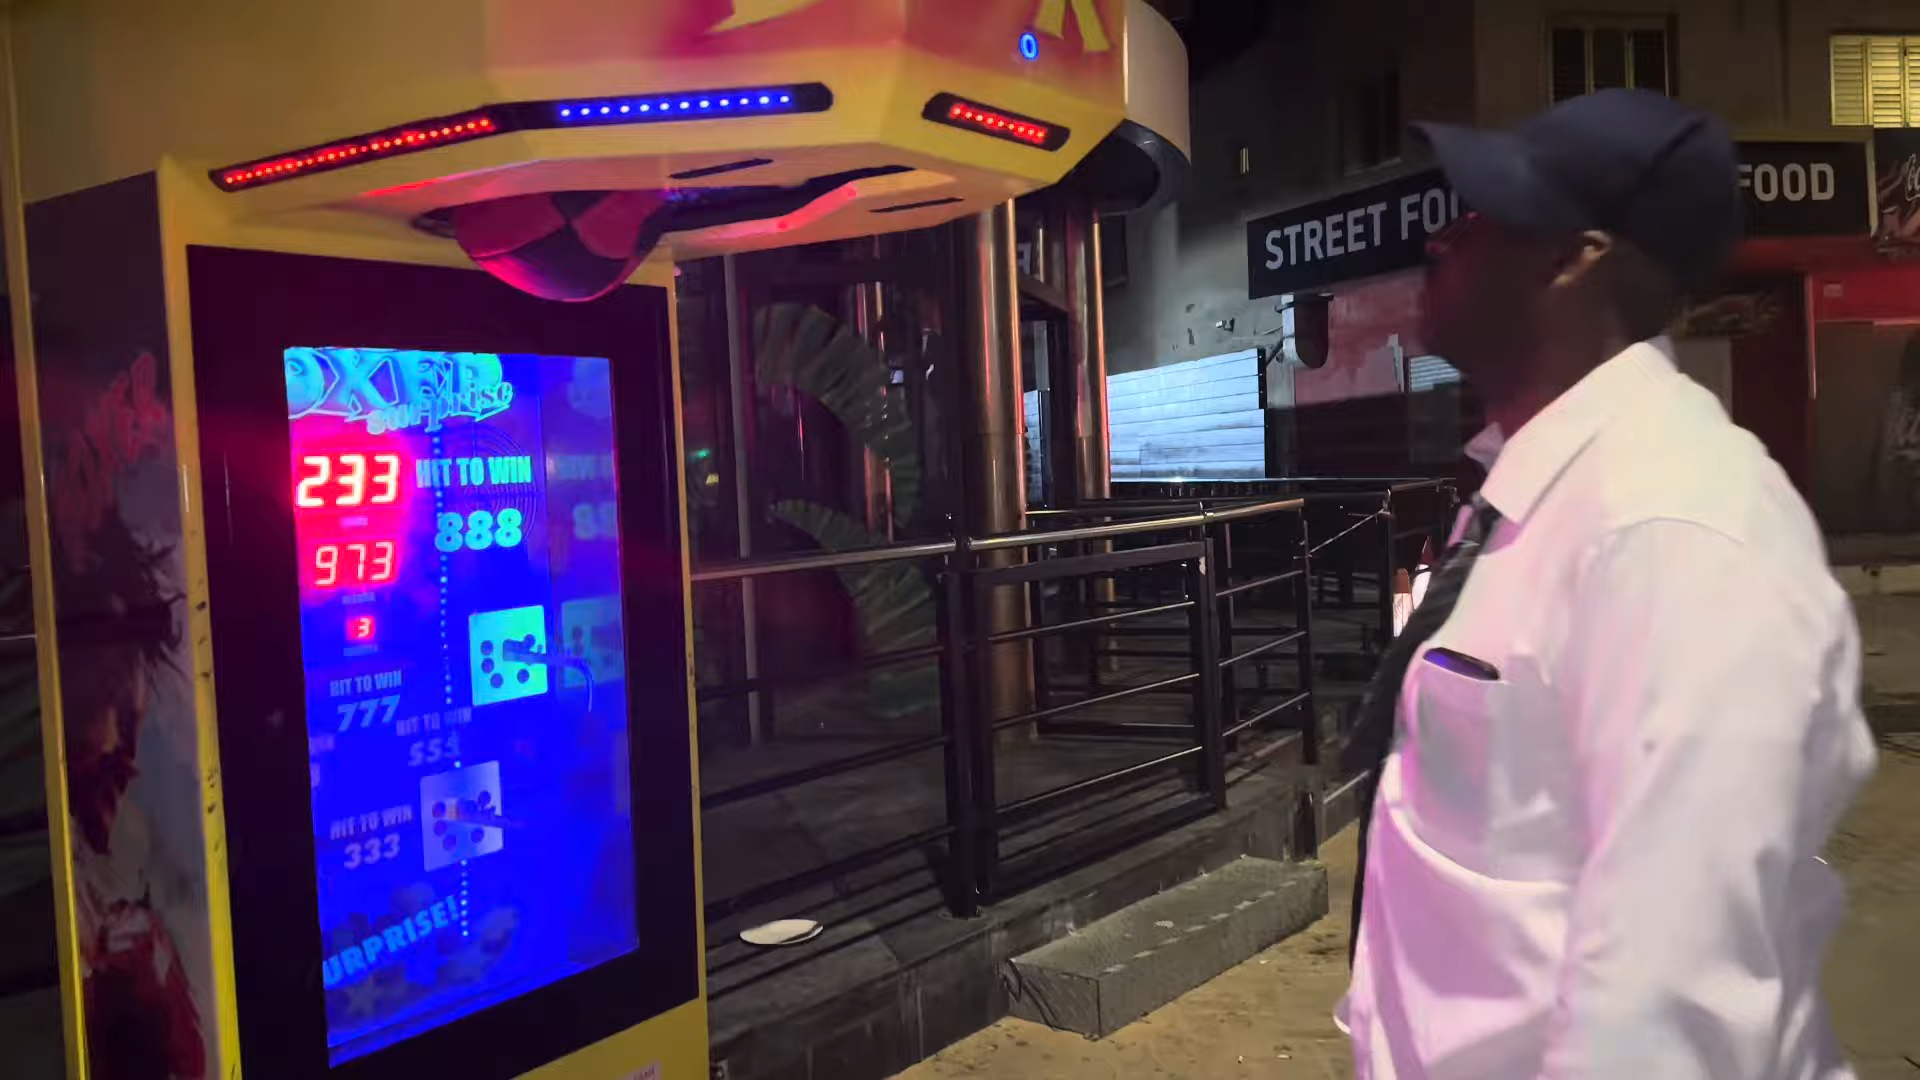 0
STREET FO
FOOD
OXER
surprise
233
HIT TO WIN
888
973
3
HIT TO WIN
777
HIT TO WIN
555
HIT TO WIN
333
URPRISE!